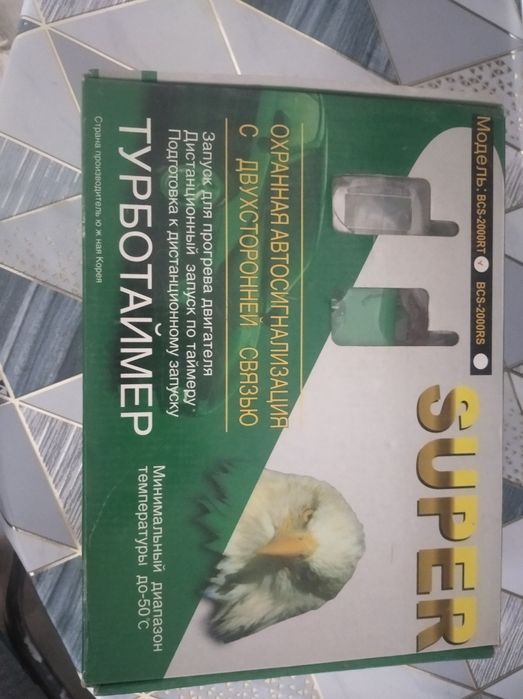 Модель: BCS-2000RT BCS-2000RS
SUPER
ОХРАННАЯ АВТОСИГНАЛИЗАЦИЯ
С ДВУХСТОРОННЕЙ СВЯЗЬЮ
Запуск для прогрева двигателя
Дистанционный запуск по таймеру
Подготовка к дистанционному запуску
ТУРБОТАЙМЕР
Минимальный диапазон
температуры до-50°C
Страна производитель ю ж ная Корея